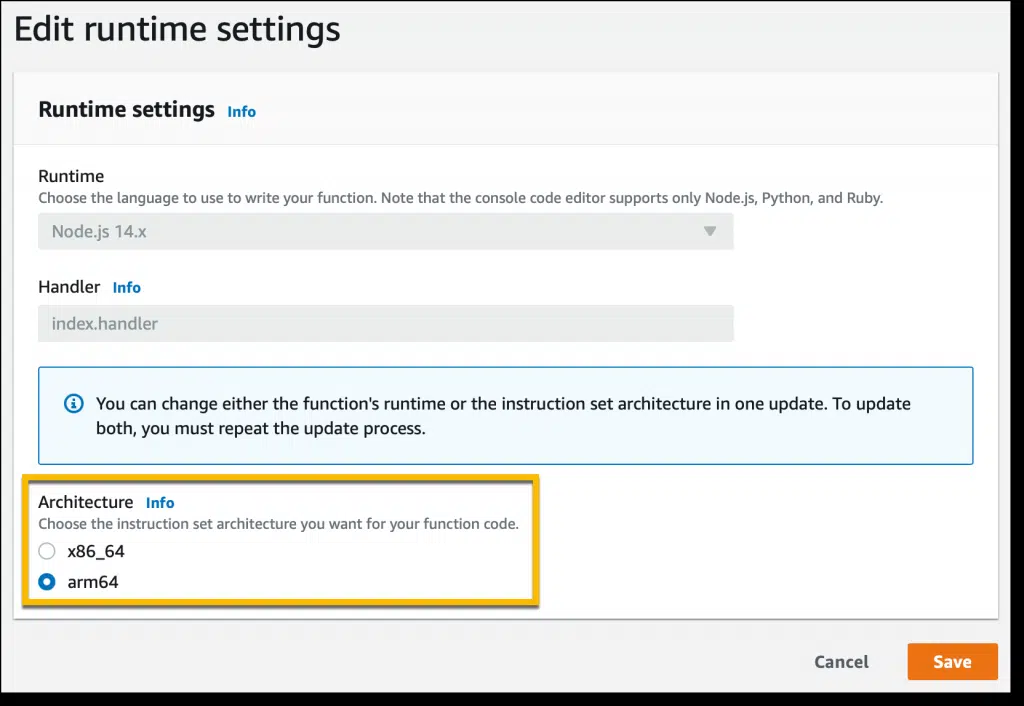 Edit runtime settings
Runtime settings Info
Runtime
Choose the language to use to write your function. Note that the console code editor supports only Node.js, Python, and Ruby.
Node.js 14.x
Handler Info
index.handler
You can change either the function's runtime or the instruction set architecture in one update. To update
both, you must repeat the update process.
Architecture Info
Choose the instruction set architecture you want for your function code.
x86_64
arm64
Cancel Save